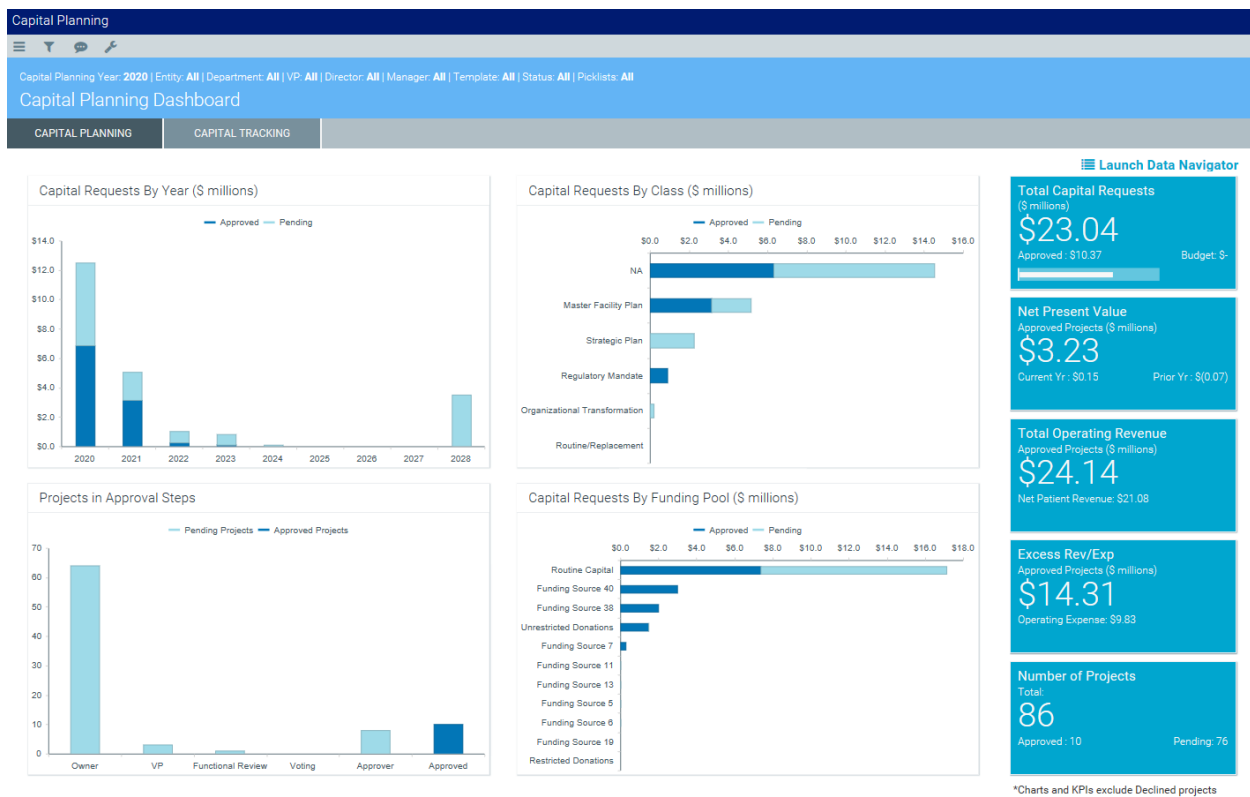 Capital Planning
Capital Planning Year: 2020 | Entity: All | Department: All | VP: All | Director: All | Manager: All | Template: All | Status: All | Picklists: All
Capital Planning Dashboard
CAPITAL PLANNING CAPITAL TRACKING
Launch Data Navigator
Capital Requests By Year ($ millions)
Approved Pending
$14.0
$12.0
$10.0
$8.0
$6.0
$4.0
$2.0
$0.0
2020 2021 2022 2023 2024 2025 2026 2027 2028
Capital Requests By Class ($ millions)
Approved Pending
$0.0 $2.0 $4.0 $6.0 $8.0 $10.0 $12.0 $14.0 $16.0
NA
Master Facility Plan
Strategic Plan
Regulatory Mandate
Organizational Transformation
Routine/Replacement
Projects in Approval Steps
Pending Projects Approved Projects
70
60
50
40
30
20
10
0
Owner VP Functional Review Voting Approver Approved
Capital Requests By Funding Pool ($ millions)
Approved Pending
$0.0 $2.0 $4.0 $6.0 $8.0 $10.0 $12.0 $14.0 $16.0 $18.0
Routine Capital
Funding Source 40
Funding Source 38
Unrestricted Donations
Funding Source 7
Funding Source 11
Funding Source 13
Funding Source 5
Funding Source 6
Funding Source 19
Restricted Donations
Total Capital Requests
($ millions)
$23.04
Approved : $10.37 Budget: $-
Net Present Value
Approved Projects ($ millions)
$3.23
Current Yr : $0.15 Prior Yr : $(0.07)
Total Operating Revenue
Approved Projects ($ millions)
$24.14
Net Patient Revenue: $21.08
Excess Rev/Exp
Approved Projects ($ millions)
$14.31
Operating Expense: $9.83
Number of Projects
Total:
86
Approved : 10 Pending: 76
*Charts and KPIs exclude Declined projects